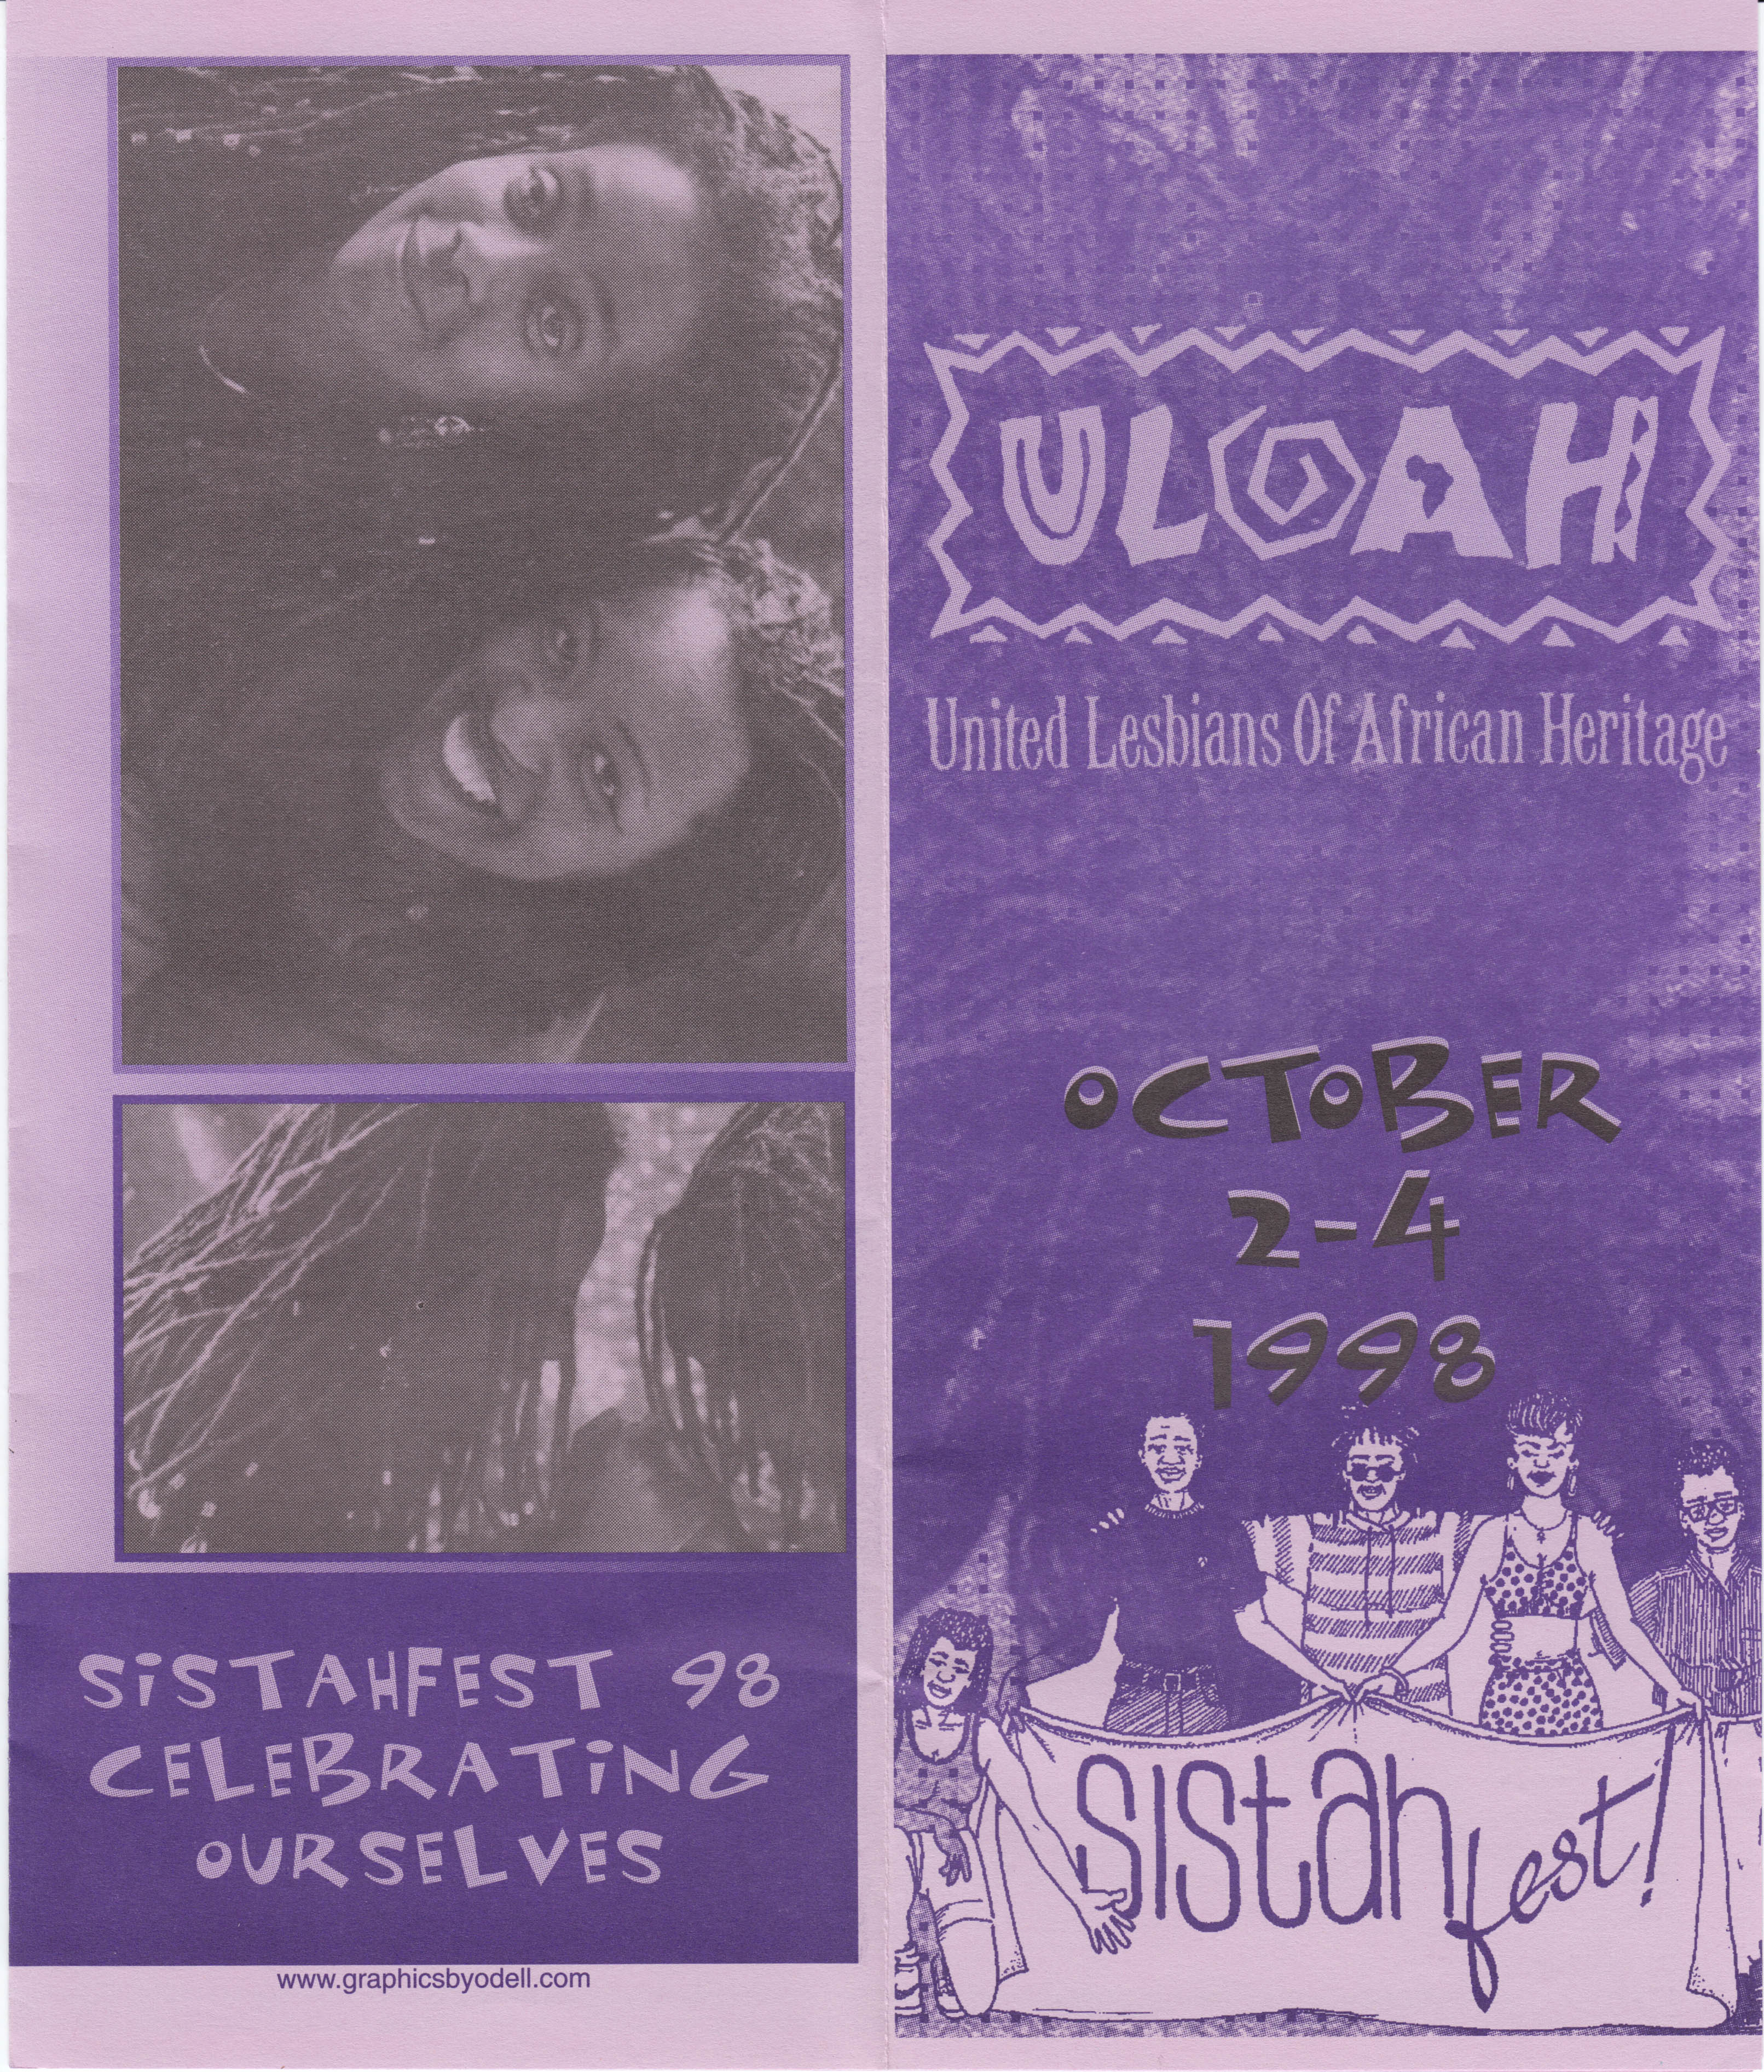 SISTAHFEST 98
CELEBRATING
OURSELVES
www.graphicsbyodell.com
ULOAH
United Lesbians Of African Heritage
OCTOBER
2-4
1998
sistah fest!